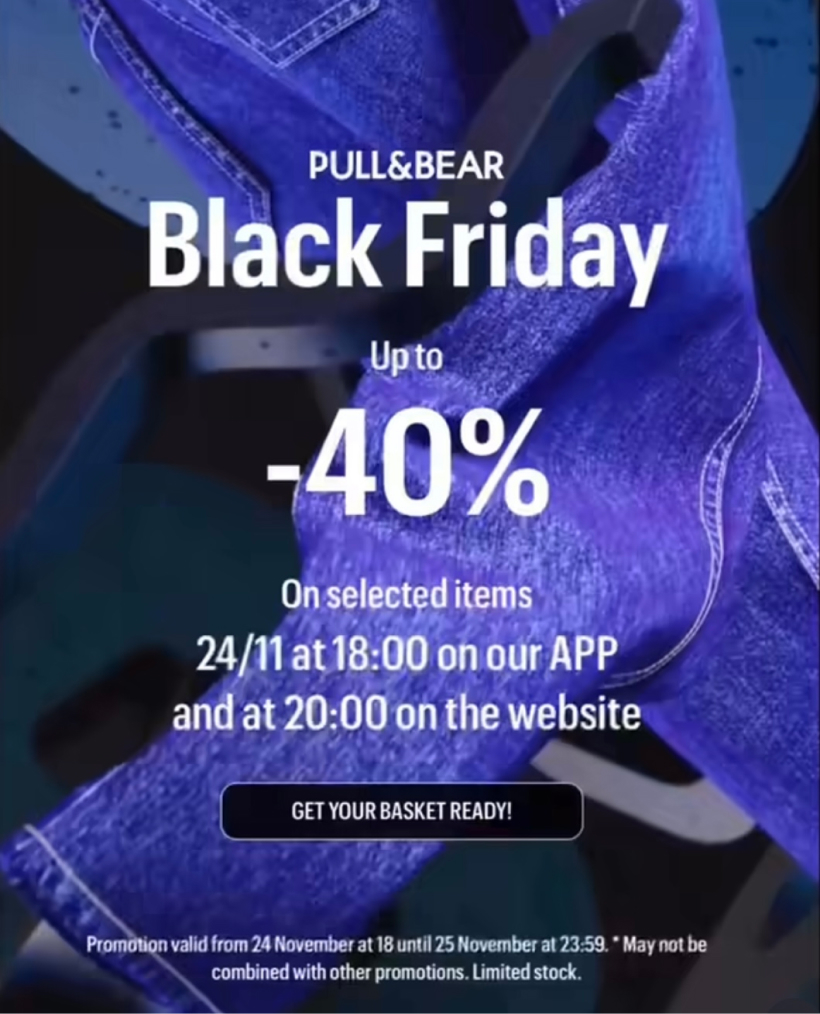 PULL&BEAR
Black Friday
Up to
-40%
On selected items
24/11 at 18:00 on our APP
and at 20:00 on the website
GET YOUR BASKET READY!
Promotion valid from 24 November at 18 until 25 November at 23:59. * May not be
combined with other promotions. Limited stock.